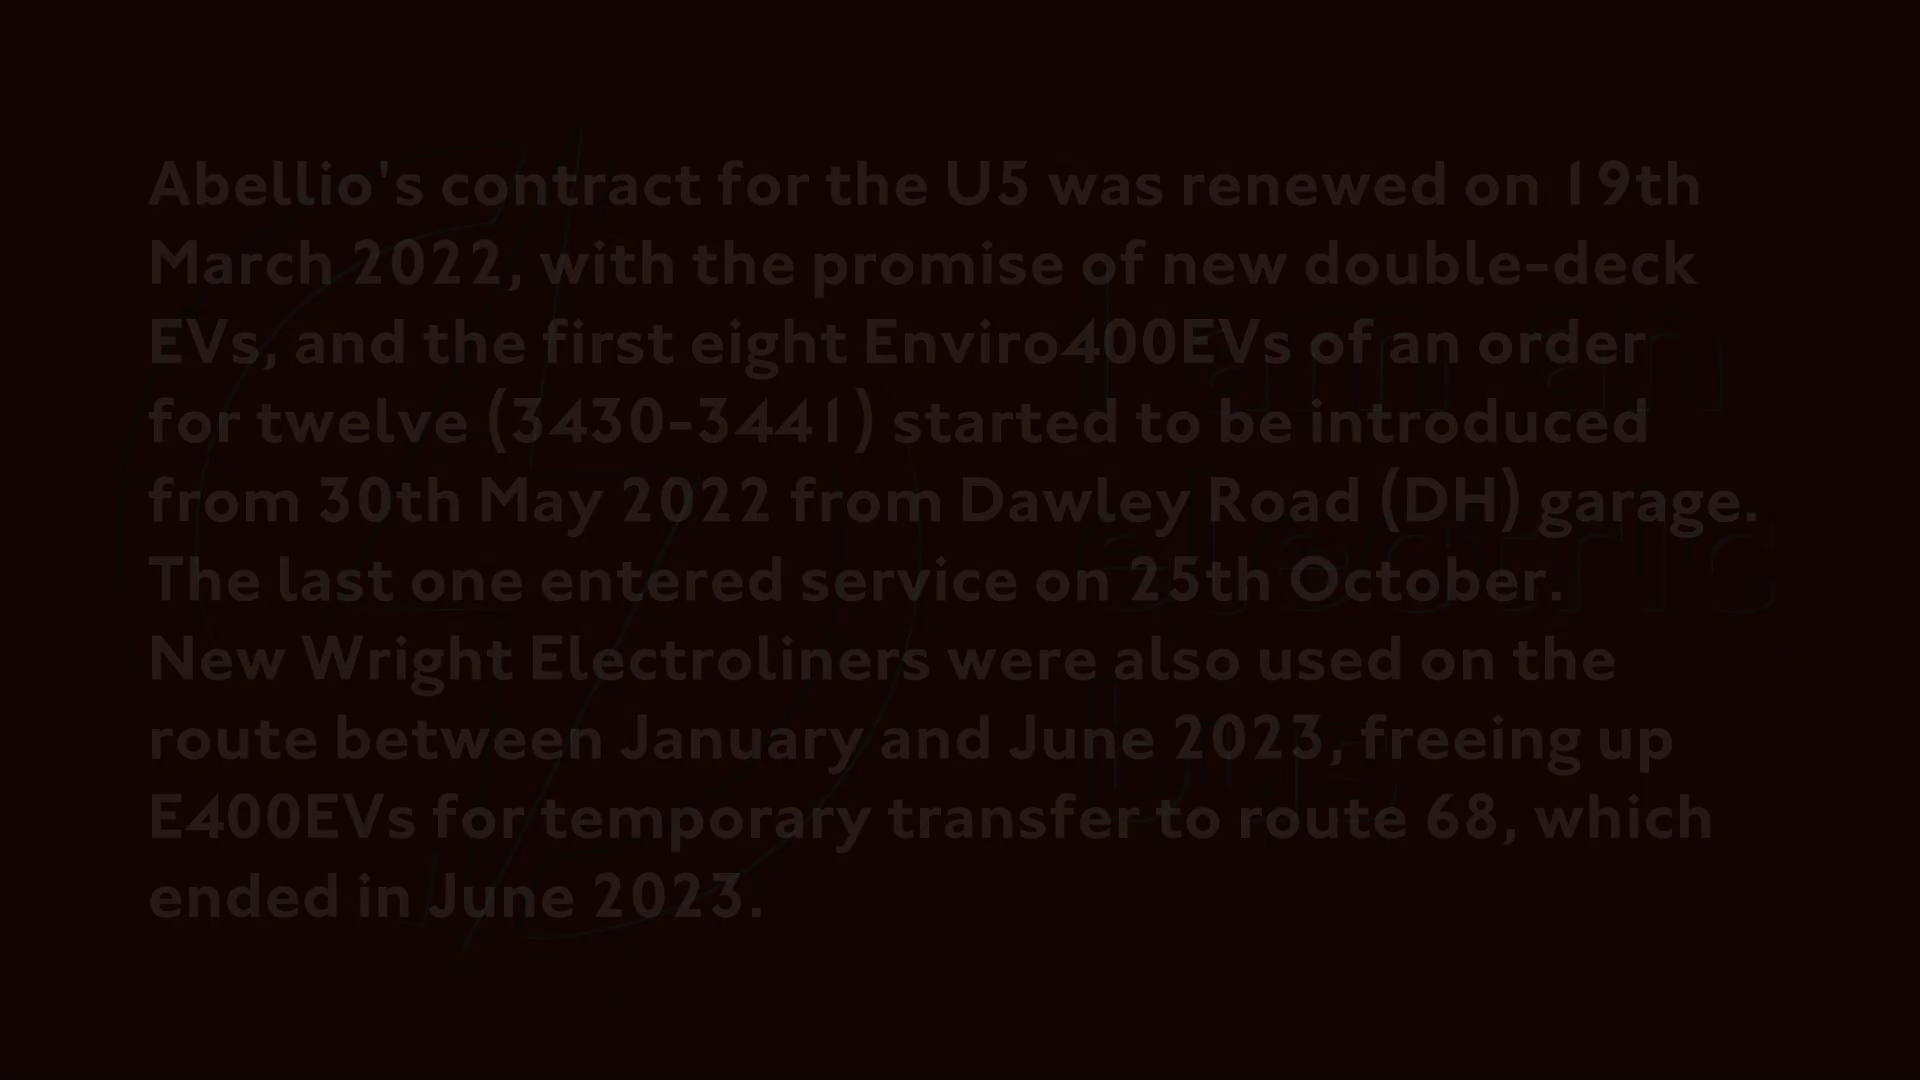 Abellio's contract for the U5 was renewed on 19th
March 2022, with the promise of new double-deck
EVs, and the first eight Enviro400EVs of an order
for twelve (3430-3441) started to be introduced
from 30th May 2022 from Dawley Road (DH) garage.
The last one entered service on 25th October.
New Wright Electroliners were also used on the
route between January and June 2023, freeing up
E400EVs for temporary transfer to route 68, which
ended in June 2023.
I am an
electric
bus